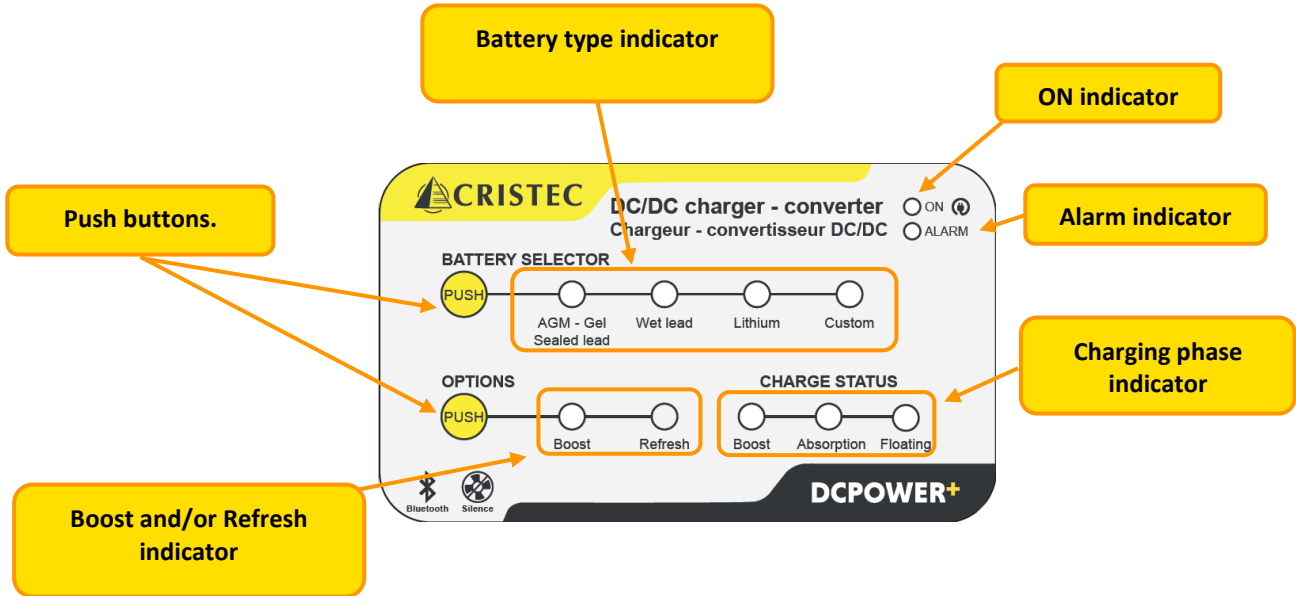 Battery type indicator
ON indicator
Push buttons.
CRISTEC
DC/DC charger - converter
ON
Chargeur - convertisseur DC/DC
ALARM
Alarm indicator
BATTERY SELECTOR
PUSH
AGM - Gel
Sealed lead
Wet lead
Lithium
Custom
Charging phase
indicator
OPTIONS
CHARGE STATUS
PUSH
Boost
Refresh
Boost
Absorption
Floating
Bluetooth
Silence
DCPOWER+
Boost and/or Refresh
indicator